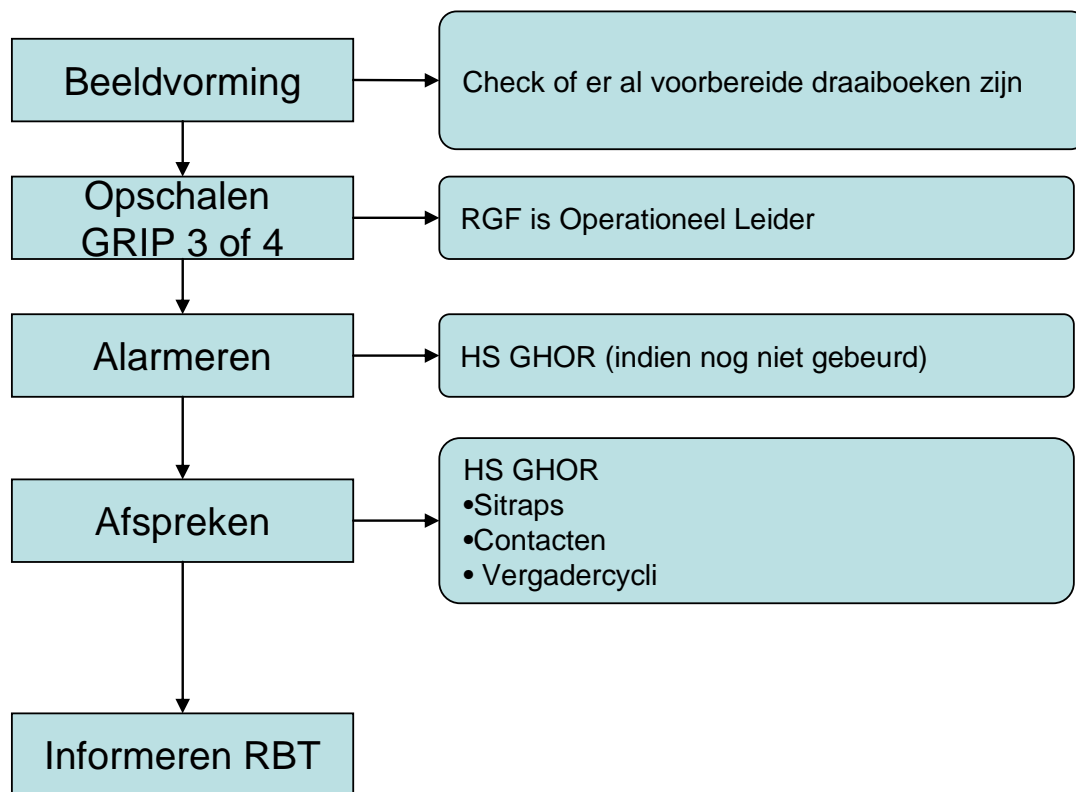 Beeldvorming
Check of er al voorbereide draaiboeken zijn
Opschalen
GRIP 3 of 4
RGF is Operationeel Leider
Alarmeren
HS GHOR (indien nog niet gebeurd)
Afspreken
HS GHOR
•Sitraps
•Contacten
• Vergadercycli
Informeren RBT